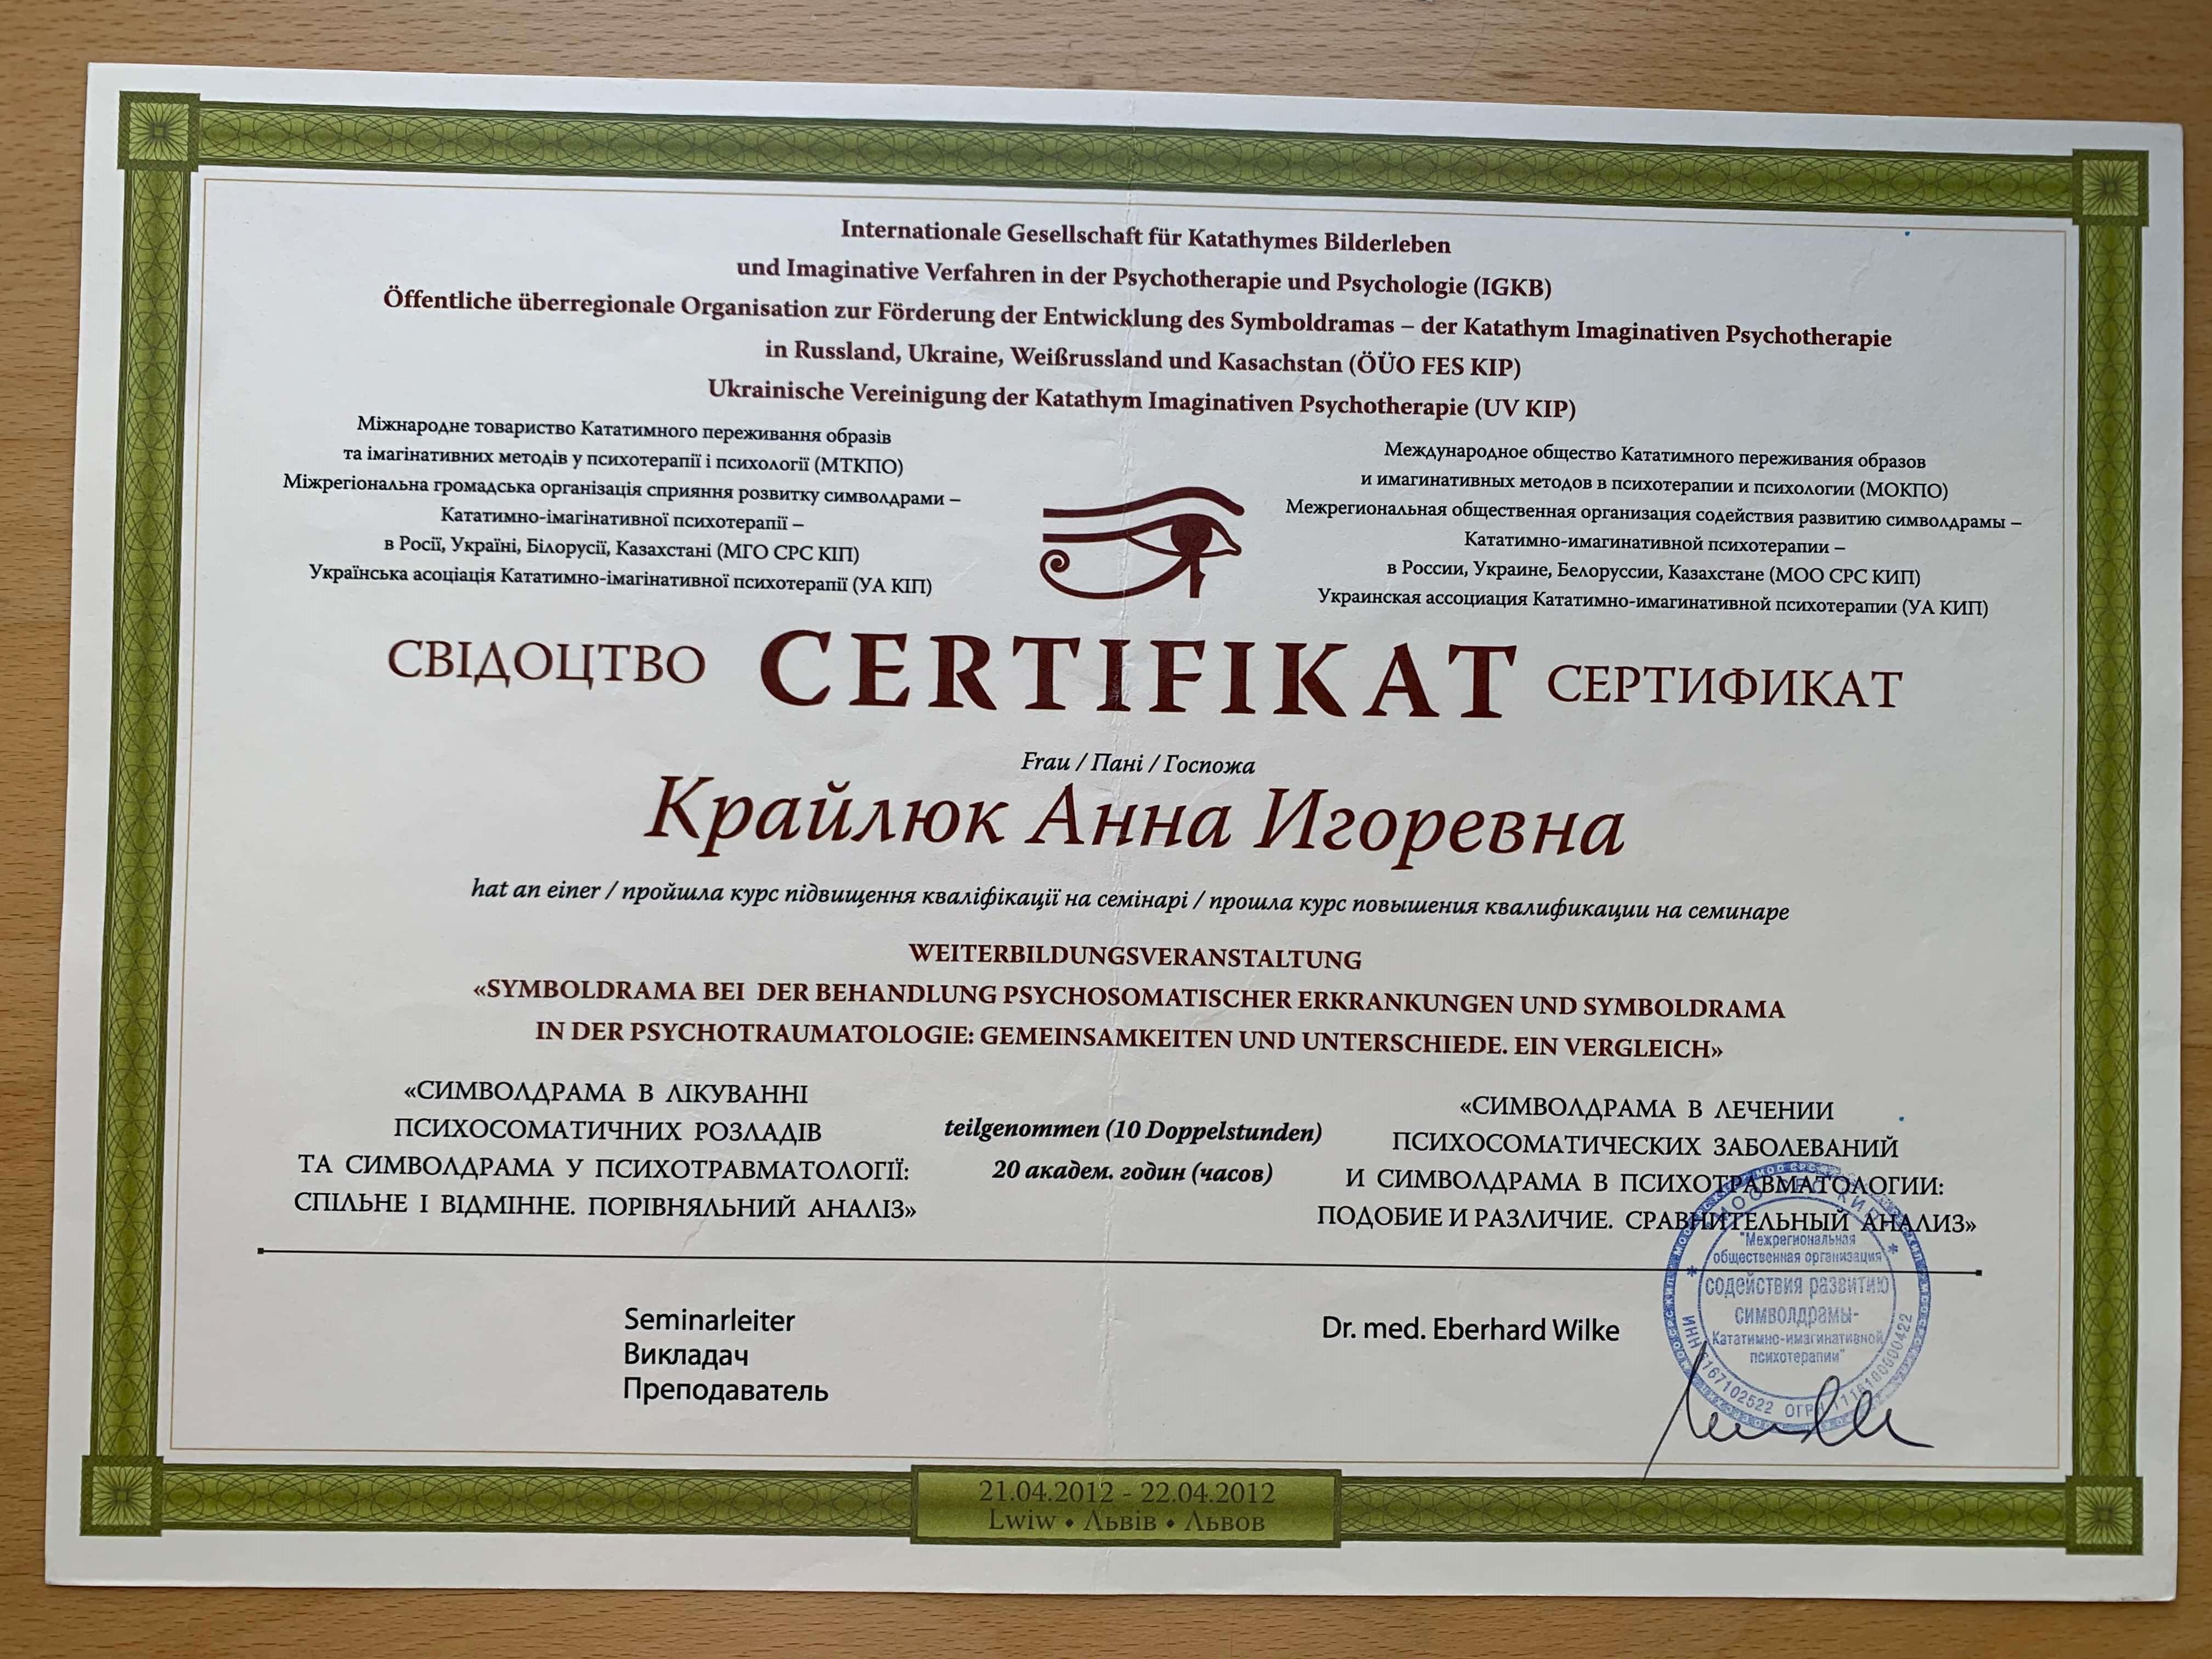 Internationale Gesellschaft für Katathymes Bilderleben
und Imaginative Verfahren in der Psychotherapie und Psychologie (IGKB)
Öffentliche überregionale Organisation zur Förderung der Entwicklung des Symboldramas – der Katathym Imaginativen Psychotherapie
in Russland, Ukraine, Weißrussland und Kasachstan (ÖÜO FES KIP)
Ukrainische Vereinigung der Katathym Imaginativen Psychotherapie (UV KIP)
Міжнародне товариство Кататимного переживання образів
та імагінативних методів у психотерапії і психології (МТКПО)
Міжрегіональна громадська організація сприяння розвитку символдрами –
Кататимно-імагінативної психотерапії –
в Росії, Україні, Білорусії, Казахстані (МГО СРС КІП)
Українська асоціація Кататимно-імагінативної психотерапії (УА КІП)
Международное общество Кататимного переживания образов
и имагинативных методов в психотерапии и психологии (МОКПО)
Межрегиональная общественная организация содействия развитию символдрамы –
Кататимно-имагинативной психотерапии –
в России, Украине, Белоруссии, Казахстане (МОО СРС КИП)
Украинская ассоциация Кататимно-имагинативной психотерапии (УА КИП)
СВІДОЦТВО CERTIFIKAT СЕРТИФИКАТ
Frau / Пані / Госпожа
Крайлюк Анна Игоревна
hat an einer / пройшла курс підвищення кваліфікації на семінарі / прошла курс повышения квалификации на семинаре
WEITERBILDUNGSVERANSTALTUNG
«SYMBOLDRAMA BEI DER BEHANDLUNG PSYCHOSOMATISCHER ERKRANKUNGEN UND SYMBOLDRAMA
IN DER PSYCHOTRAUMATOLOGIE: GEMEINSAMKEITEN UND UNTERSCHIEDE. EIN VERGLEICH»
«СИМВОЛДРАМА В ЛІКУВАННІ
ПСИХОСОМАТИЧНИХ РОЗЛАДІВ
ТА СИМВОЛДРАМА У ПСИХОТРАВМАТОЛОГІЇ:
СПІЛЬНЕ І ВІДМІННЕ. ПОРІВНЯЛЬНИЙ АНАЛІЗ»
teilgenommen (10 Doppelstunden)
20 академ. годин (часов)
«СИМВОЛДРАМА В ЛЕЧЕНИИ
ПСИХОСОМАТИЧЕСКИХ ЗАБОЛЕВАНИЙ
И СИМВОЛДРАМА В ПСИХОТРАВМАТОЛОГИИ:
ПОДОБИЕ И РАЗЛИЧИЕ. СРАВНИТЕЛЬНЫЙ АНАЛИЗ»
Seminarleiter
Викладач
Преподаватель
Dr. med. Eberhard Wilke
"Межрегиональная
общественная организация
содействия развитию
символдрамы-
Кататимно-имагинативной
психотерапии"
ИНН 6167102522 ОГРН 1116100000422
21.04.2012 - 22.04.2012
Lwiw • Львів • Львов